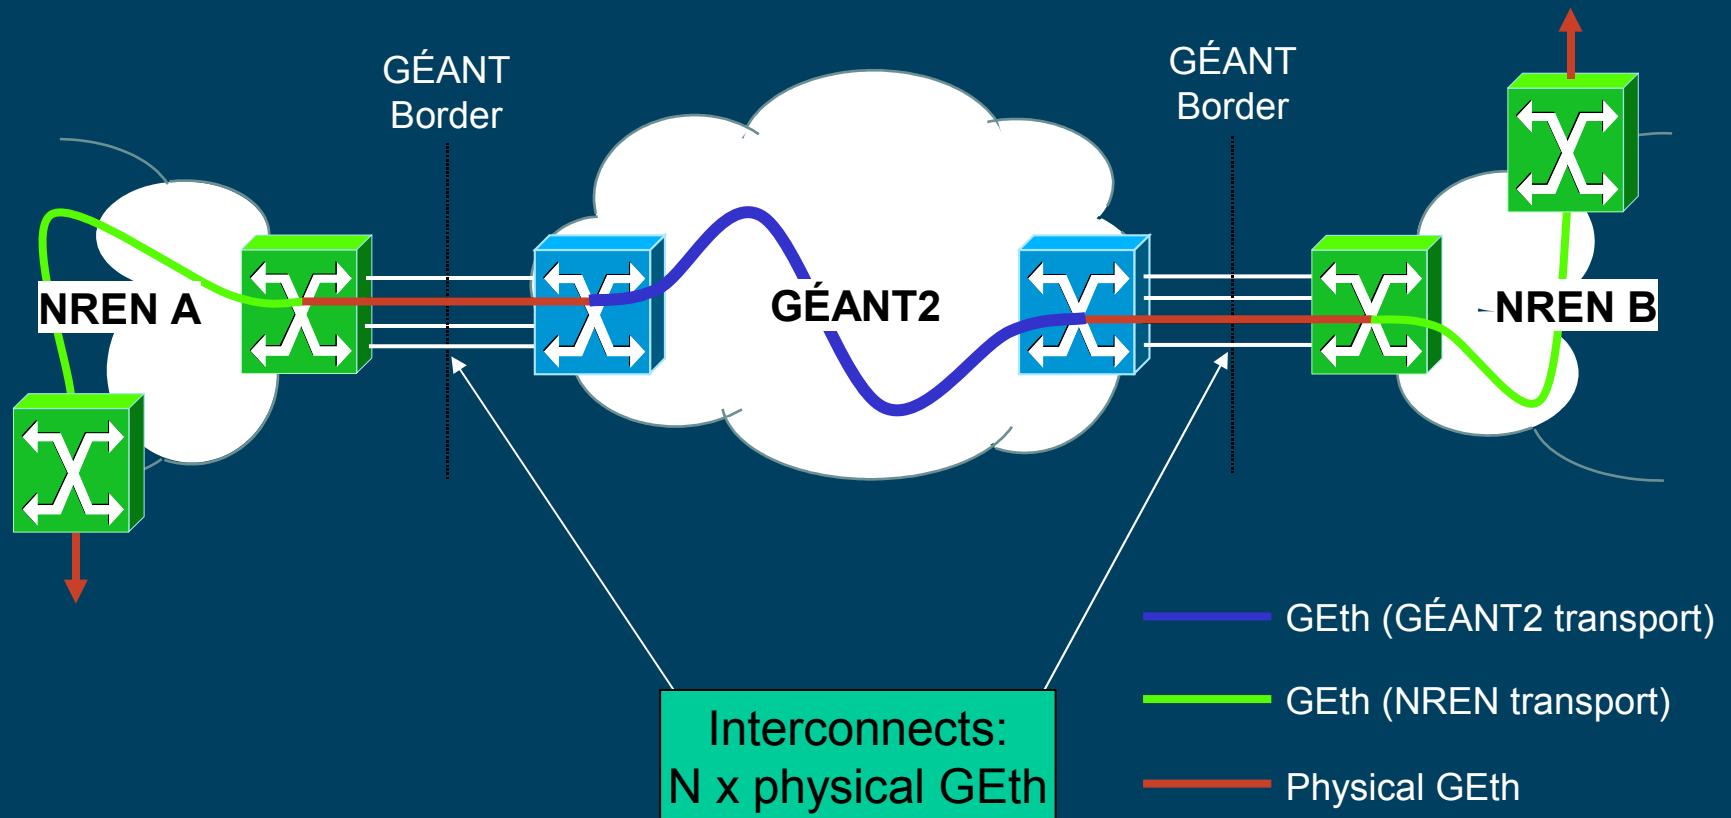 GÉANT
Border
GÉANT
Border
NREN A
GÉANT2
NREN B
GEth (GÉANT2 transport)
GEth (NREN transport)
Physical GEth
Interconnects:
N x physical GEth